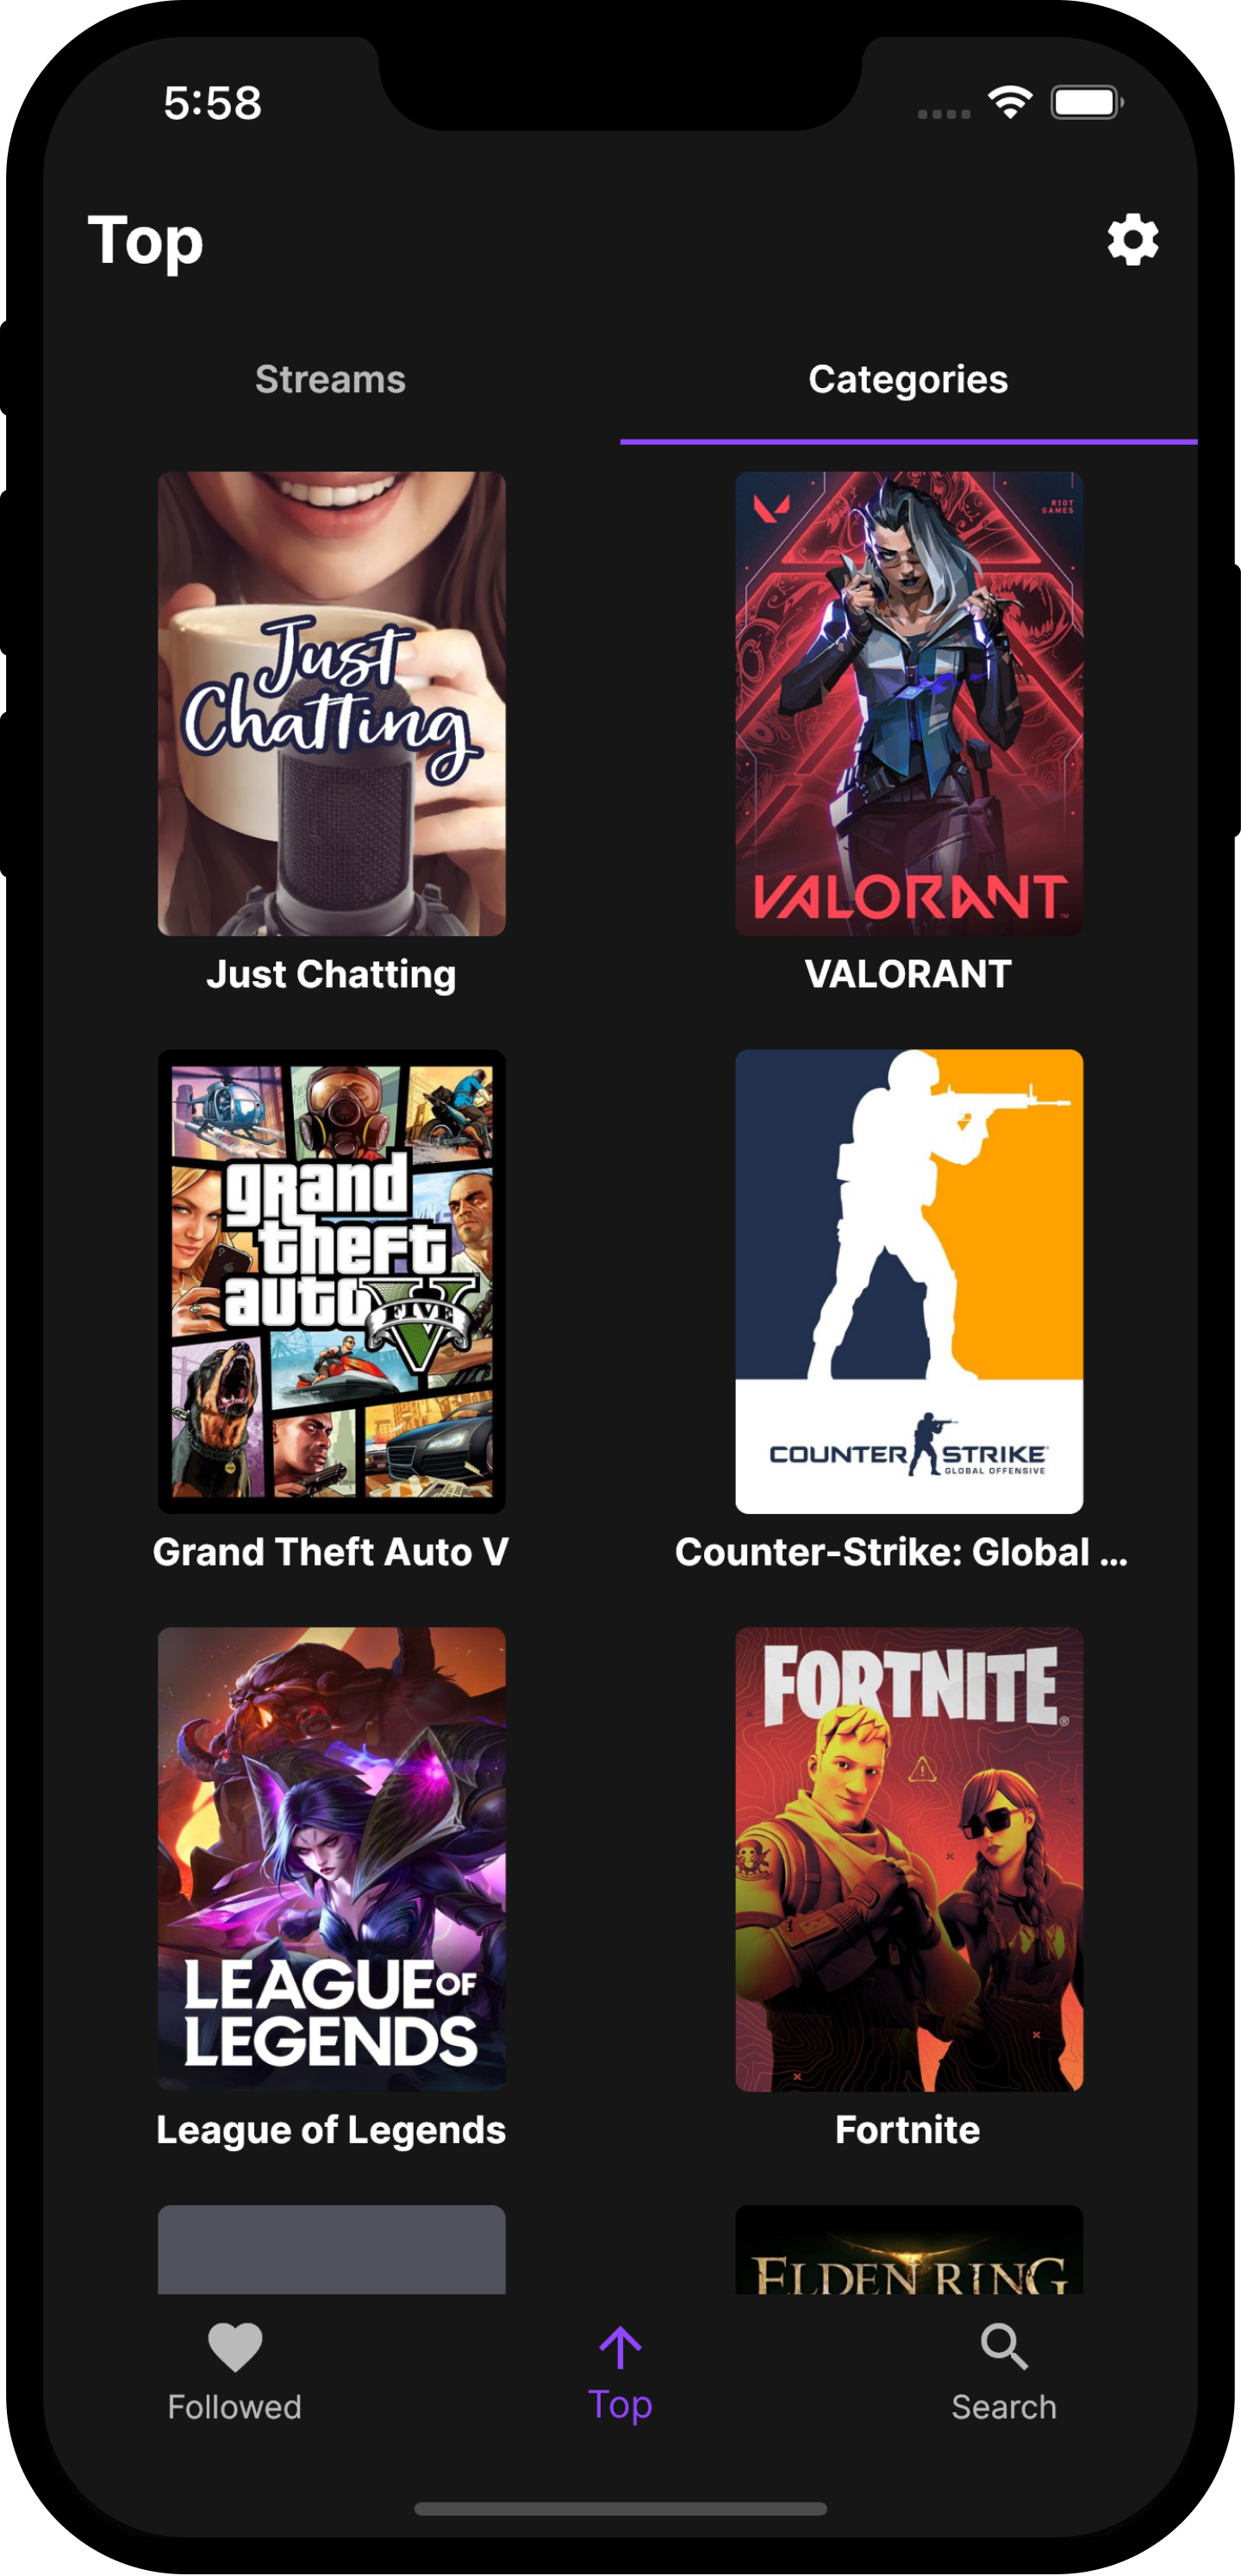 5:58
Top
Streams
Categories
Just
Chatting
RIOT
GAMES
VALORANT™
Just Chatting
VALORANT
grand
theft
auto V
FIVE
COUNTER STRIKE
GLOBAL OFFENSIVE
Grand Theft Auto V
Counter-Strike: Global ...
LEAGUE OF
LEGENDS
FORTNITE®
League of Legends
Fortnite
ELDEN RING
Followed
Top
Search